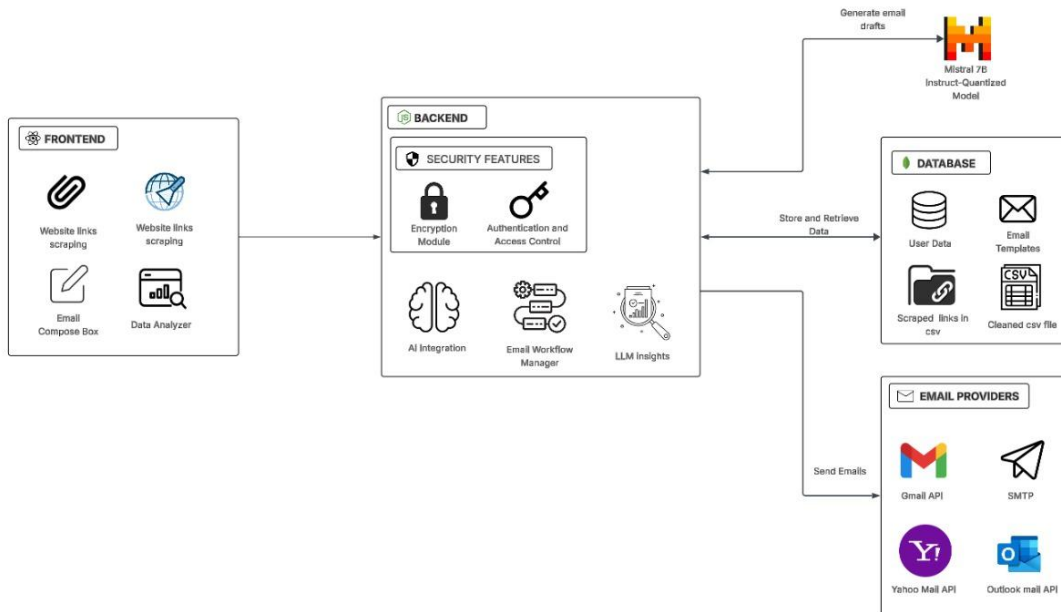 Generate email
drafts
Mistral 7B
Instruct-Quantized
Model
FRONTEND
Website links
scraping
Website links
scraping
Email
Compose Box
Data Analyzer
BACKEND
SECURITY FEATURES
Encryption
Module
Authentication and
Access Control
AI Integration
Email Workflow
Manager
LLM insights
Store and Retrieve
Data
DATABASE
User Data
Email
Templates
Scraped links in
csv
CSV
Cleaned csv file
Send Emails
EMAIL PROVIDERS
Gmail API
SMTP
Y!
Yahoo Mail API
O
Outlook mail API